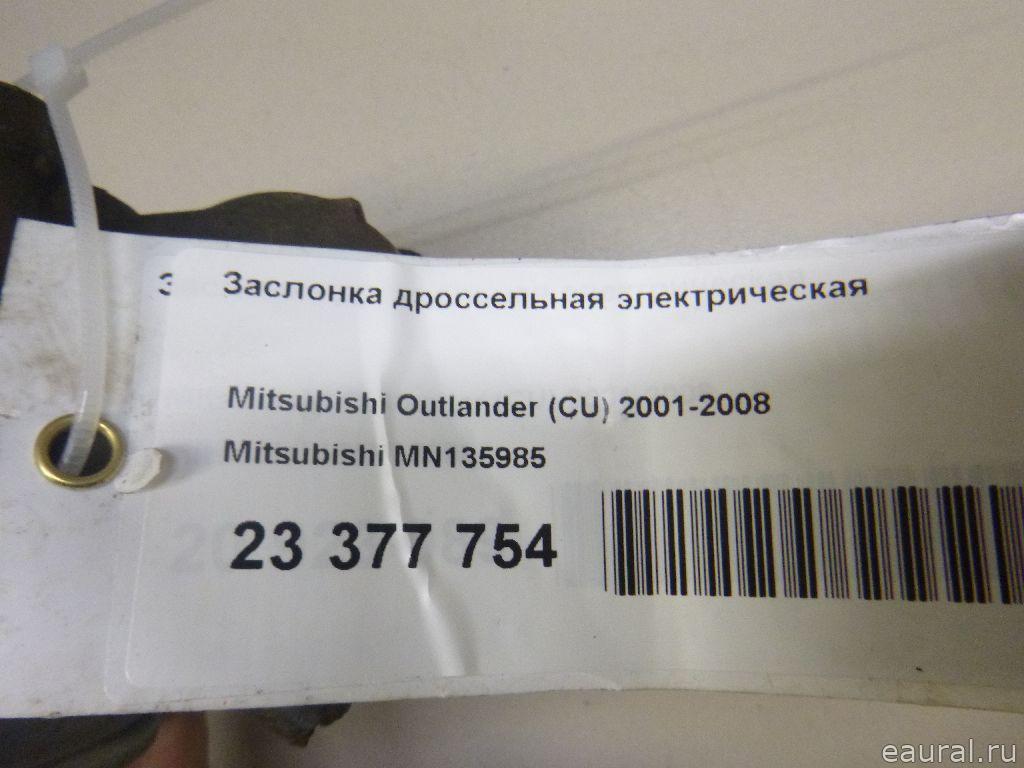 Заслонка дроссельная электрическая
Mitsubishi Outlander (CU) 2001-2008
Mitsubishi MN135985
23 377 754
eaural.ru